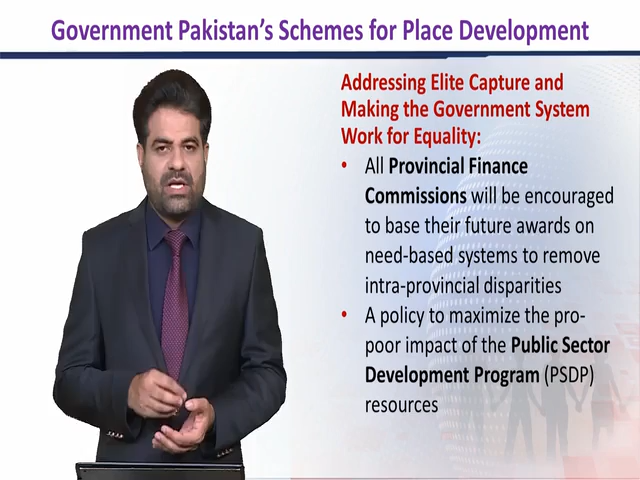 Government Pakistan's Schemes for Place Development
Addressing Elite Capture and
Making the Government System
Work for Equality:
• All Provincial Finance
Commissions will be encouraged
to base their future awards on
need-based systems to remove
intra-provincial disparities
• A policy to maximize the pro-
poor impact of the Public Sector
Development Program (PSDP)
resources